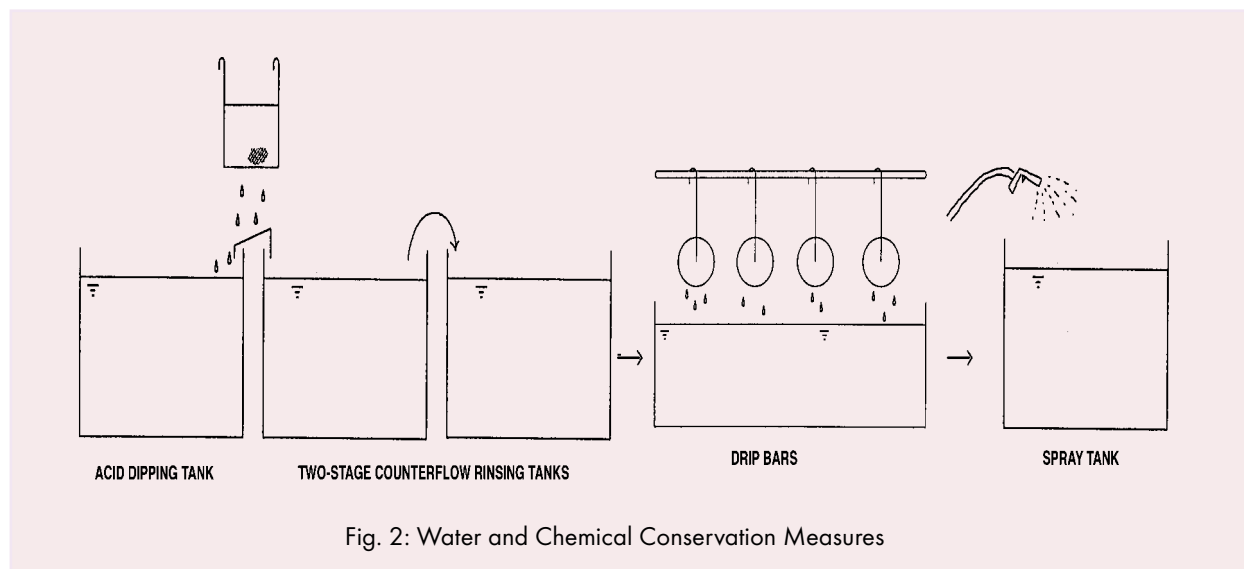 ACID DIPPING TANK
TWO-STAGE COUNTERFLOW RINSING TANKS
DRIP BARS
SPRAY TANK
Fig. 2: Water and Chemical Conservation Measures